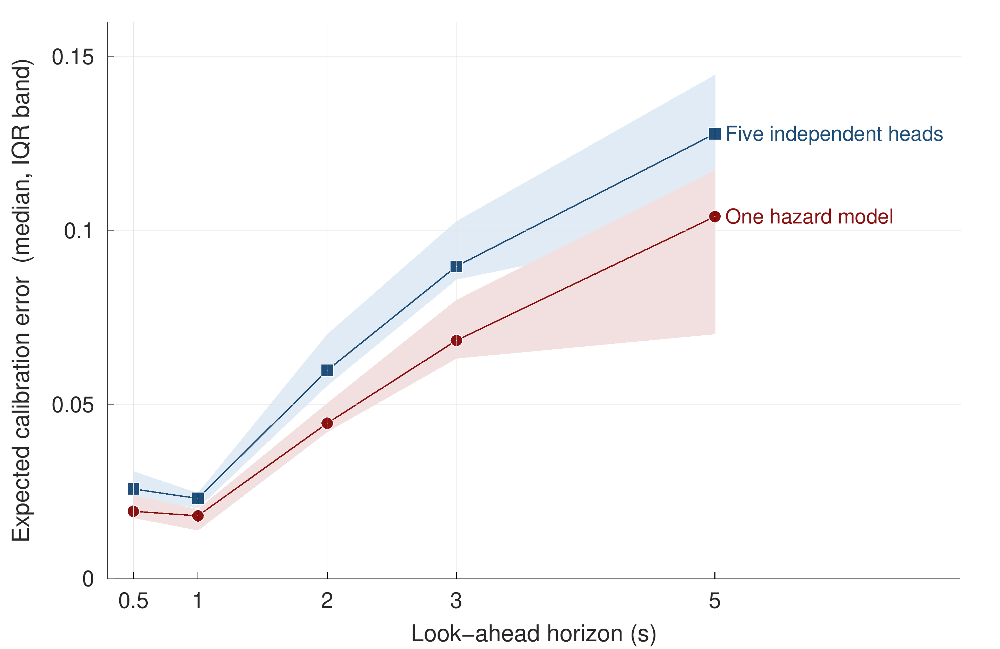 Expected calibration error (median, IQR band)
0.15
0.1
0.05
0
Five independent heads
One hazard model
0.5 1 2 3 5
Look−ahead horizon (s)